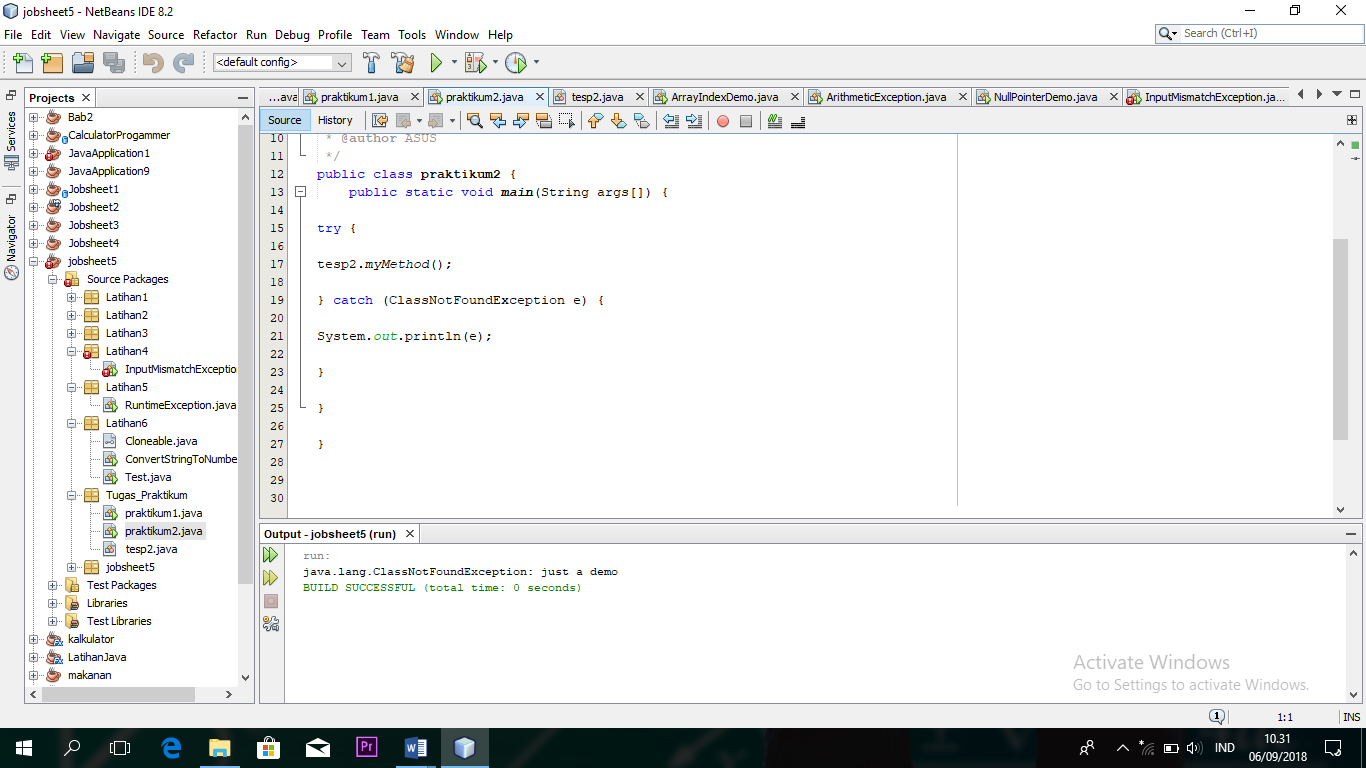 jobsheet5 - NetBeans IDE 8.2
File Edit View Navigate Source Refactor Run Debug Profile Team Tools Window Help
Search (Ctrl+I)
<default config>
Services
Navigator
Projects
Bab2
CalculatorProgammer
JavaApplication1
JavaApplication9
Jobsheet1
Jobsheet2
Jobsheet3
Jobsheet4
jobsheet5
Source Packages
Latihan1
Latihan2
Latihan3
Latihan4
InputMismatchExceptio
Latihan5
RuntimeException.java
Latihan6
Cloneable.java
ConvertStringToNumbe
Test.java
Tugas_Praktikum
praktikum1.java
praktikum2.java
tesp2.java
jobsheet5
Test Packages
Libraries
Test Libraries
kalkulator
LatihanJava
makanan
...ava praktikum1.java praktikum2.java tesp2.java ArrayIndexDemo.java ArithmeticException.java NullPointerDemo.java InputMismatchException.ja...
Source History
10 * @author ASUS
11 */
12 public class praktikum2 {
13 public static void main(String args[]) {
14
15 try {
16
17 tesp2.myMethod();
18
19 } catch (ClassNotFoundException e) {
20
21 System.out.println(e);
22
23 }
24
25 }
26
27 }
28
29
30
Output - jobsheet5 (run)
run:
java.lang.ClassNotFoundException: just a demo
BUILD SUCCESSFUL (total time: 0 seconds)
Activate Windows
Go to Settings to activate Windows.
1 1:1 INS
Pr
IND
10.31
06/09/2018